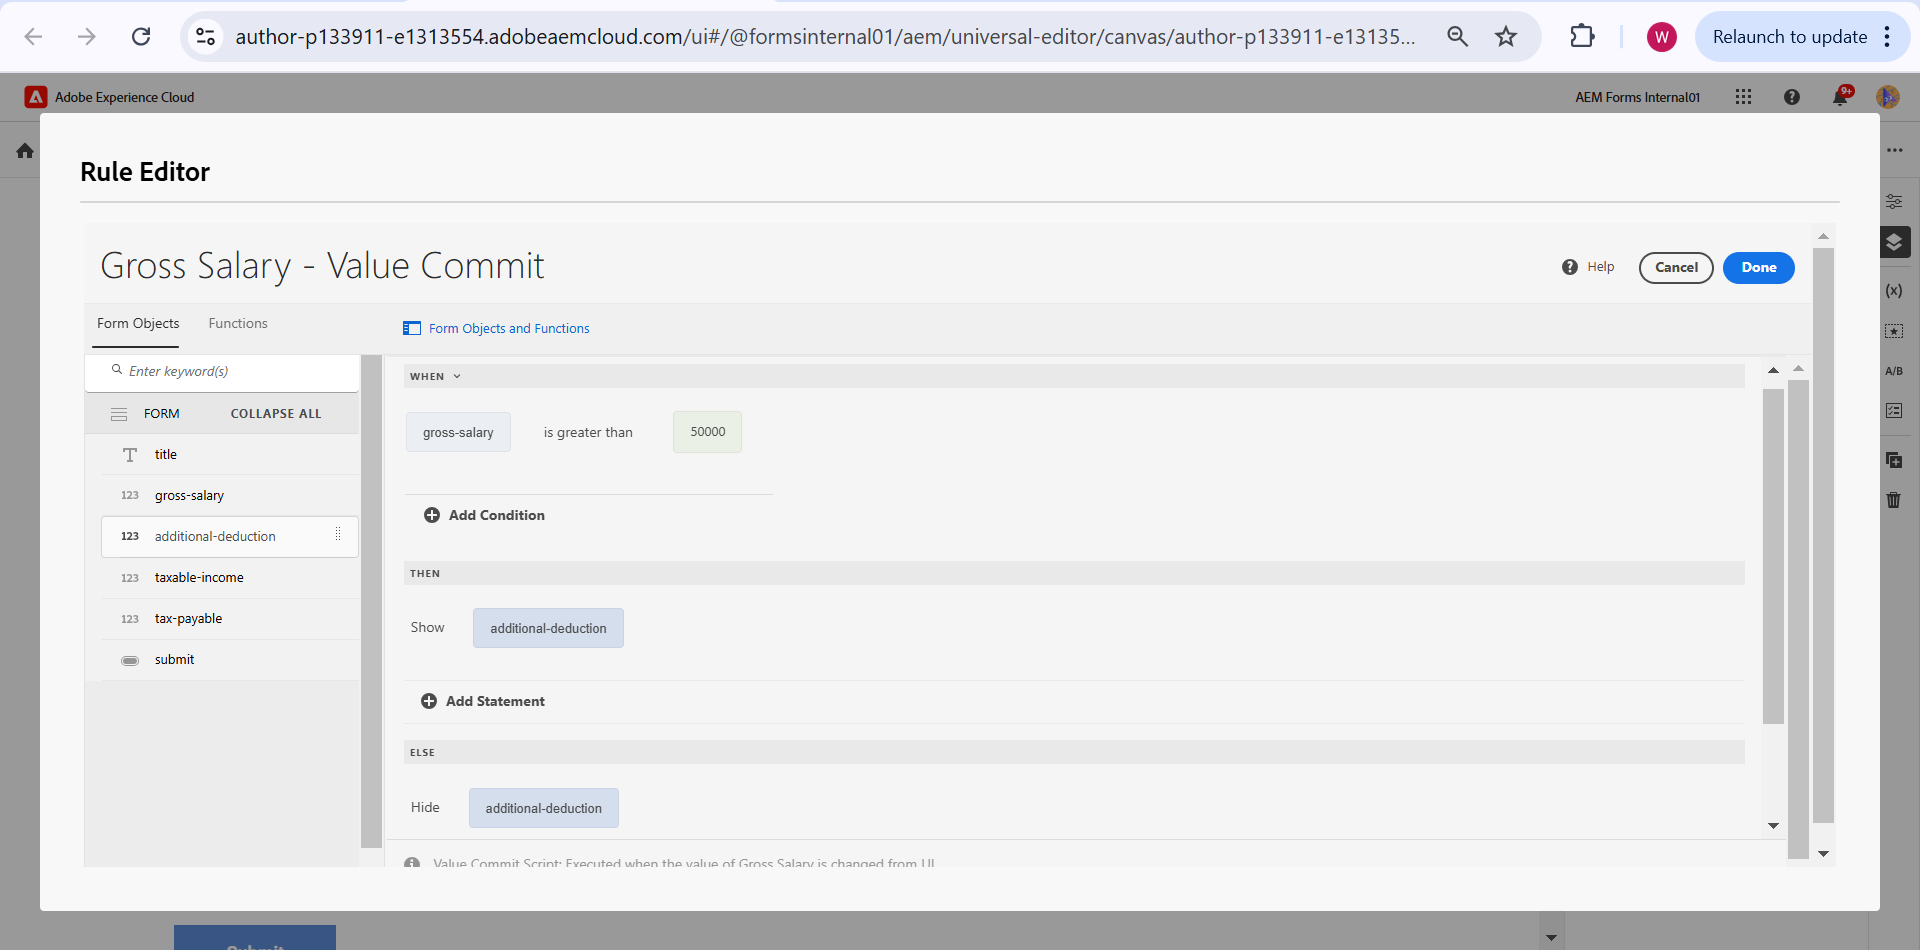 author-p133911-e1313554.adobeaemcloud.com/ui#/@formsinternal01/aem/universal-editor/canvas/author-p133911-e13135...
W
Relaunch to update
Adobe Experience Cloud
AEM Forms Internal01
9+
Rule Editor
Gross Salary - Value Commit
Help
Cancel
Done
Form Objects
Functions
Form Objects and Functions
Enter keyword(s)
FORM
COLLAPSE ALL
T title
123 gross-salary
123 additional-deduction
123 taxable-income
123 tax-payable
submit
WHEN
gross-salary
is greater than
50000
Add Condition
THEN
Show
additional-deduction
Add Statement
ELSE
Hide
additional-deduction
Value Commit Script: Executed when the value of Gross Salary is changed from UI
(x)
A/B
Submit